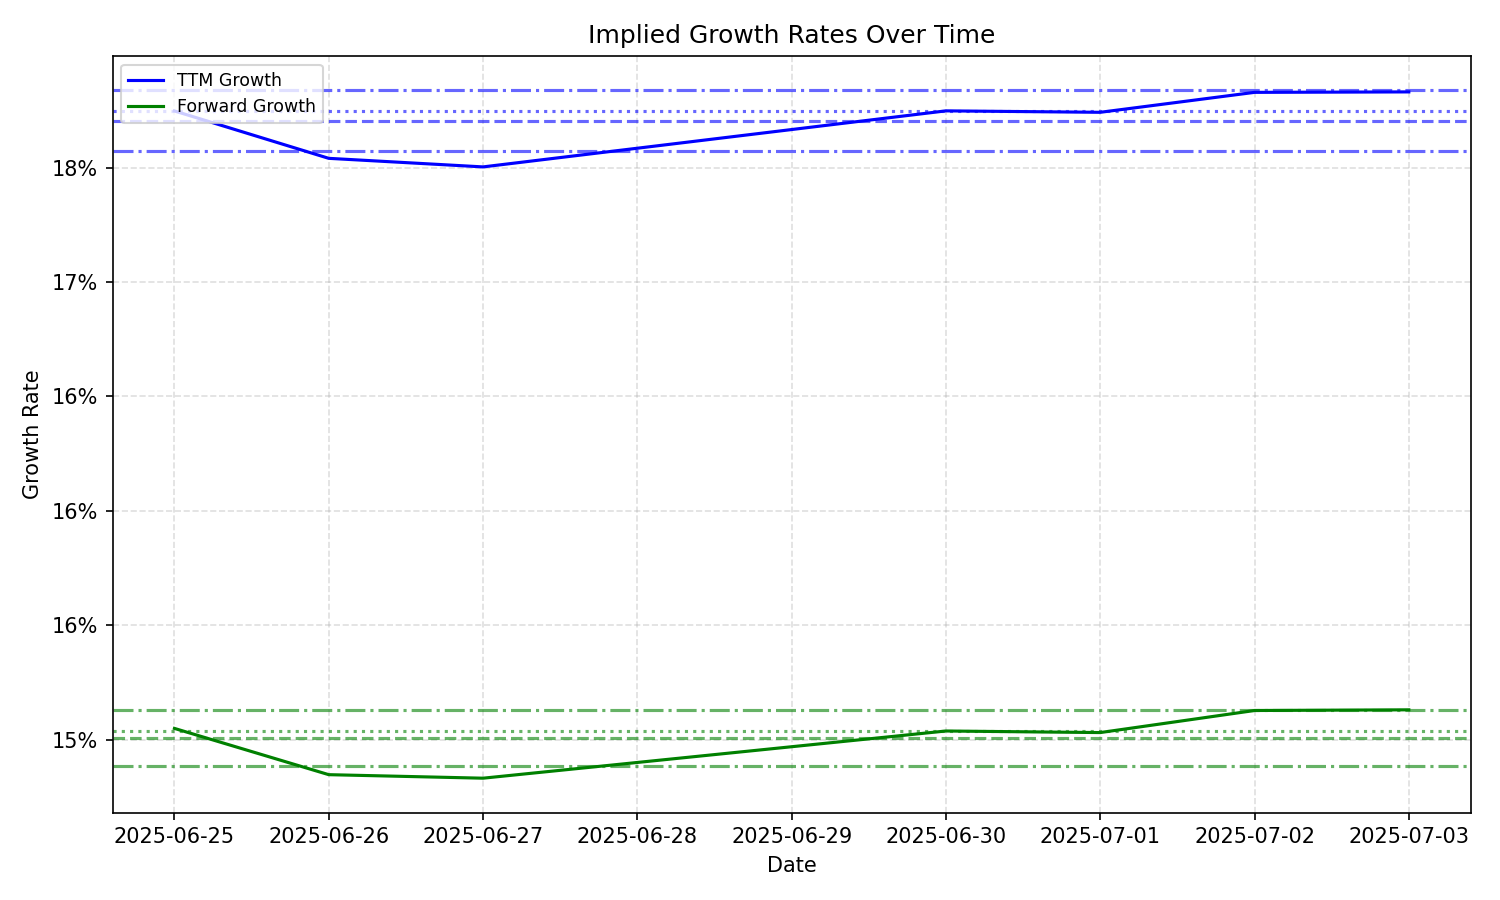 Implied Growth Rates Over Time
TTM Growth
Forward Growth
18%
17%
16%
16%
16%
15%
Growth Rate
2025-06-25 2025-06-26 2025-06-27 2025-06-28 2025-06-29 2025-06-30 2025-07-01 2025-07-02 2025-07-03
Date